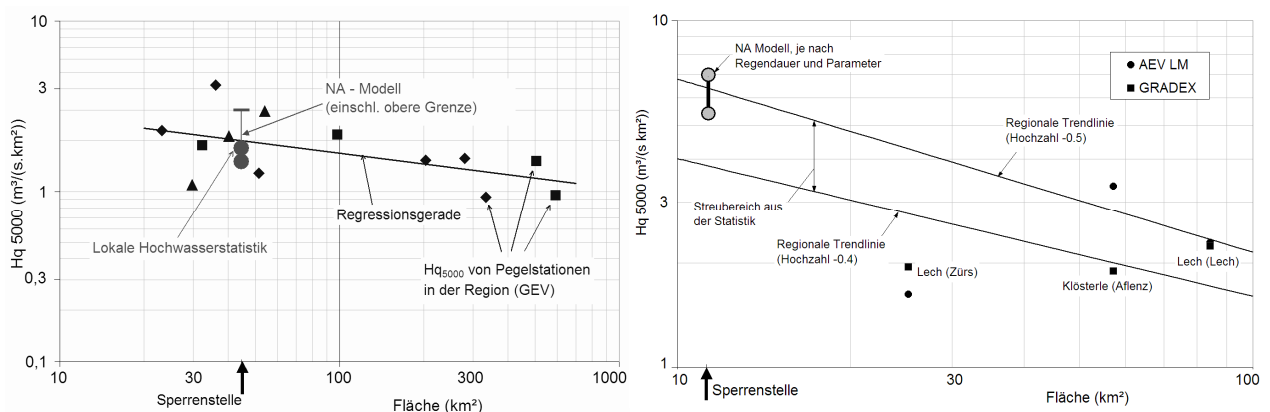 10
3
1
0,3
0,1
Hq 5000 (m³/(s.km²))
NA - Modell
(einschl. obere Grenze)
Regressionsgerade
Lokale Hochwasserstatistik
Hq5000 von Pegelstationen
in der Region (GEV)
10
30
100
300
1000
Sperrenstelle
Fläche (km²)
10
3
1
Hq 5000 (m³/(s km²)
NA Modell, je nach
Regendauer und Parameter
AEV LM
GRADEX
Regionale Trendlinie
(Hochzahl -0.5)
Streubereich aus
der Statistik
Regionale Trendlinie
(Hochzahl -0.4)
Lech (Zürs)
Lech (Lech)
Klösterle (Aflenz)
10
30
100
Sperrenstelle
Fläche (km²)